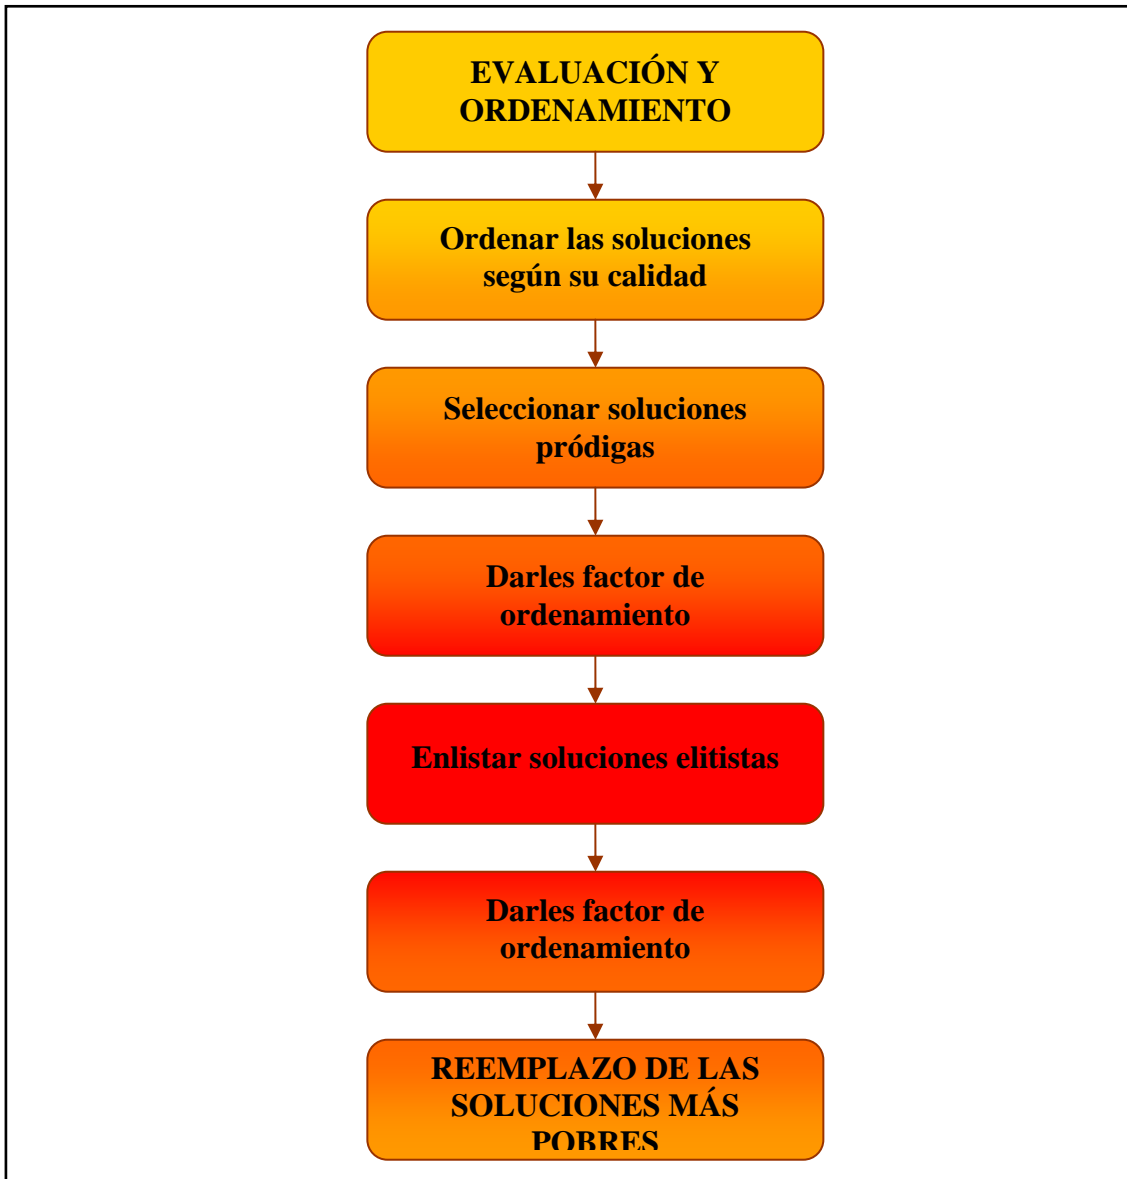 EVALUACIÓN Y
ORDENAMIENTO
Ordenar las soluciones
según su calidad
Seleccionar soluciones
pródigas
Darles factor de
ordenamiento
Enlistar soluciones elitistas
Darles factor de
ordenamiento
REEMPLAZO DE LAS
SOLUCIONES MÁS
POBRES